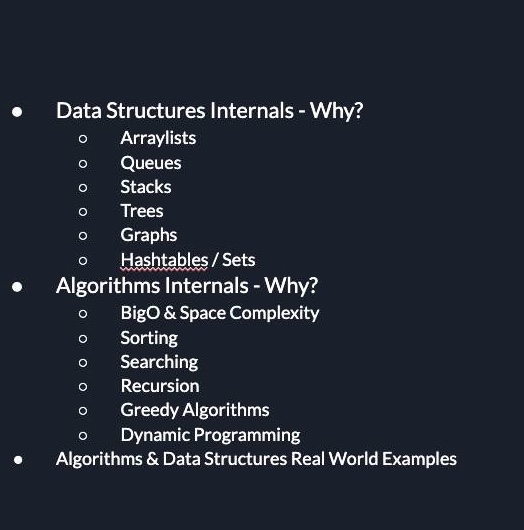 ● Data Structures Internals - Why?
○ Arraylists
○ Queues
○ Stacks
○ Trees
○ Graphs
○ Hashtables / Sets
● Algorithms Internals - Why?
○ BigO & Space Complexity
○ Sorting
○ Searching
○ Recursion
○ Greedy Algorithms
○ Dynamic Programming
● Algorithms & Data Structures Real World Examples